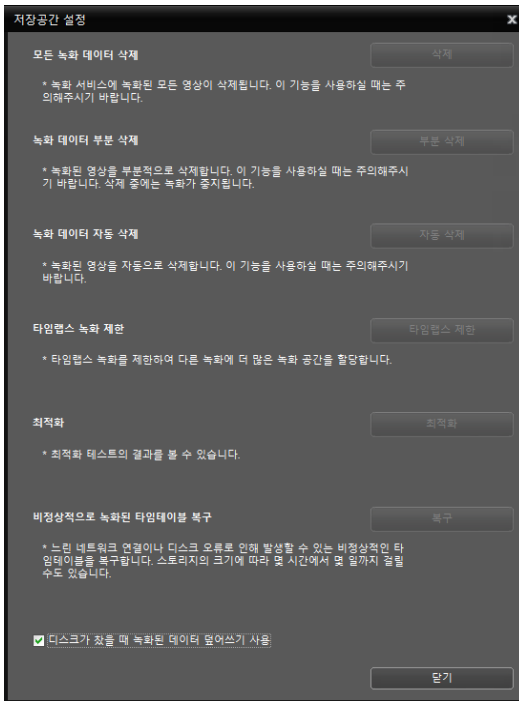 저장공간 설정
x
모든 녹화 데이터 삭제
삭제
* 녹화 서비스에 녹화된 모든 영상이 삭제됩니다. 이 기능을 사용하실 때는 주
의해주시기 바랍니다.
녹화 데이터 부분 삭제
부분 삭제
* 녹화된 영상을 부분적으로 삭제합니다. 이 기능을 사용하실 때는 주의해주시
기 바랍니다. 삭제 중에는 녹화가 중지됩니다.
녹화 데이터 자동 삭제
자동 삭제
* 녹화된 영상을 자동으로 삭제합니다. 이 기능을 사용하실 때는 주의해주시기
바랍니다.
타임랩스 녹화 제한
타임랩스 제한
* 타임랩스 녹화를 제한하여 다른 녹화에 더 많은 녹화 공간을 할당합니다.
최적화
최적화
* 최적화 테스트의 결과를 볼 수 있습니다.
비정상적으로 녹화된 타임테이블 복구
복구
* 느린 네트워크 연결이나 디스크 오류로 인해 발생할 수 있는 비정상적인 타
임테이블을 복구합니다. 스토리지의 크기에 따라 몇 시간에서 몇 일까지 걸릴
수도 있습니다.
디스크가 찼을 때 녹화된 데이터 덮어쓰기 사용
닫기